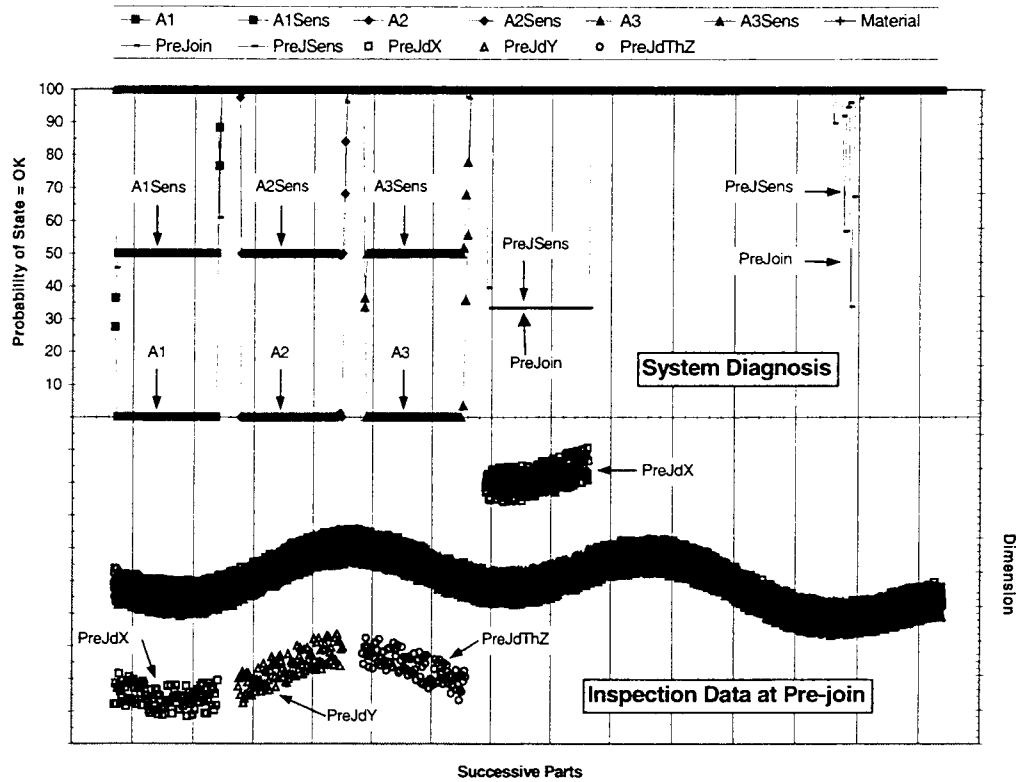 A1 A1Sens A2 A2Sens A3 A3Sens Material
PreJoin PreJSens PreJdX PreJdY PreJdThZ
100
90
80
70
60
50
40
30
20
10
Probability of State = OK
A1Sens
A2Sens
A3Sens
PreJSens
PreJSens
PreJoin
PreJoin
A1
A2
A3
System Diagnosis
PreJdX
Dimension
PreJdX
PreJdThZ
PreJdY
Inspection Data at Pre-join
Successive Parts